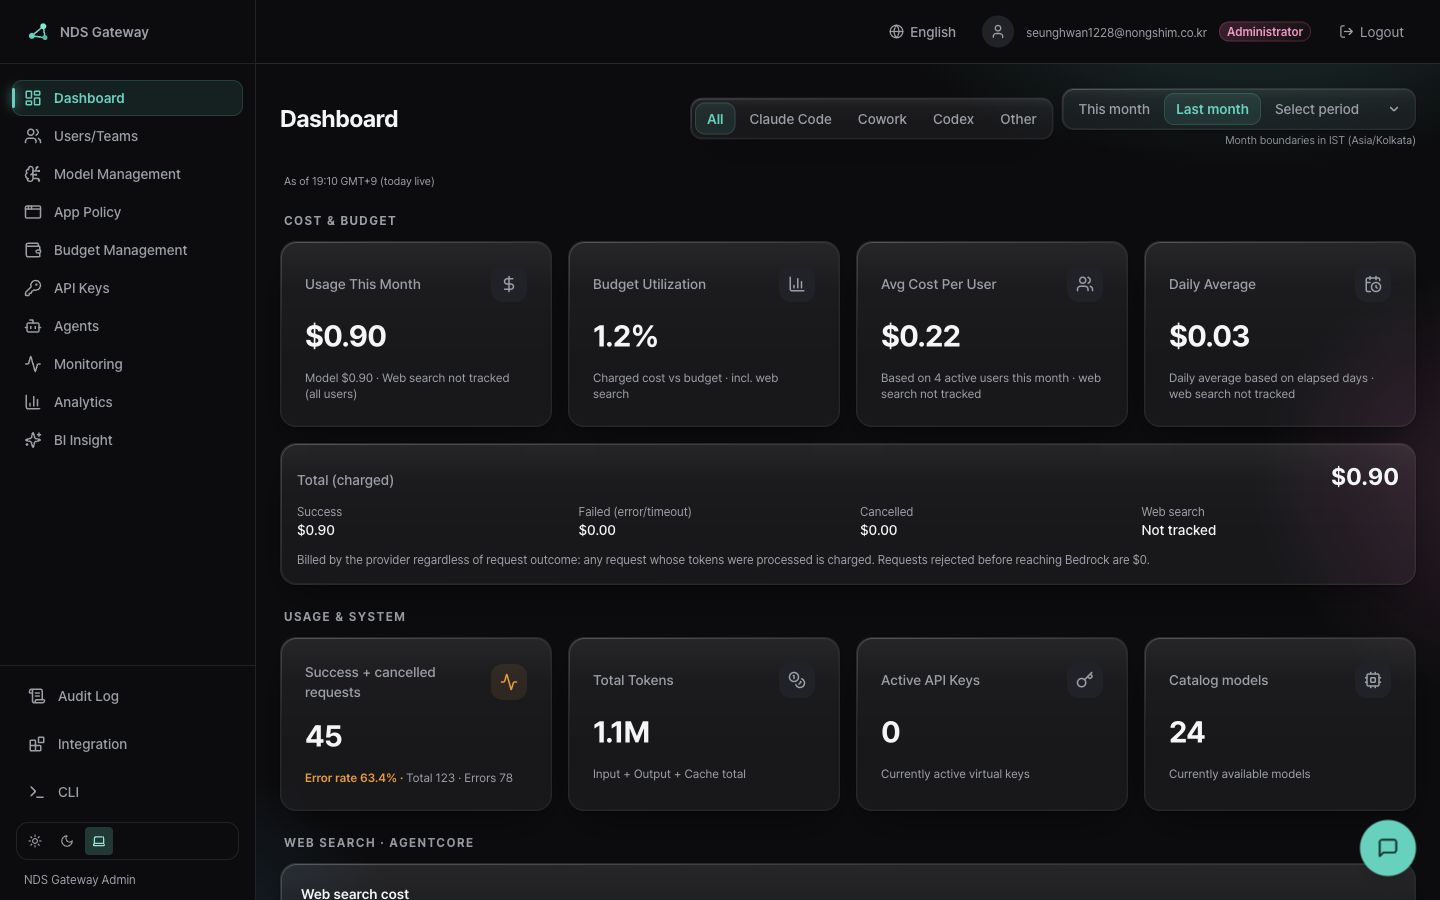 NDS Gateway
English
seunghwan1228@nongshim.co.kr
Administrator
Logout
Dashboard
Users/Teams
Model Management
App Policy
Budget Management
API Keys
Agents
Monitoring
Analytics
BI Insight
Audit Log
Integration
CLI
NDS Gateway Admin
Dashboard
All
Claude Code
Cowork
Codex
Other
This month
Last month
Select period
Month boundaries in IST (Asia/Kolkata)
As of 19:10 GMT+9 (today live)
COST & BUDGET
Usage This Month
$0.90
Model $0.90 · Web search not tracked
(all users)
Budget Utilization
1.2%
Charged cost vs budget · incl. web
search
Avg Cost Per User
$0.22
Based on 4 active users this month · web
search not tracked
Daily Average
$0.03
Daily average based on elapsed days ·
web search not tracked
Total (charged)
$0.90
Success
$0.90
Failed (error/timeout)
$0.00
Cancelled
$0.00
Web search
Not tracked
Billed by the provider regardless of request outcome: any request whose tokens were processed is charged. Requests rejected before reaching Bedrock are $0.
USAGE & SYSTEM
Success + cancelled
requests
45
Error rate 63.4% · Total 123 · Errors 78
Total Tokens
1.1M
Input + Output + Cache total
Active API Keys
0
Currently active virtual keys
Catalog models
24
Currently available models
WEB SEARCH · AGENTCORE
Web search cost